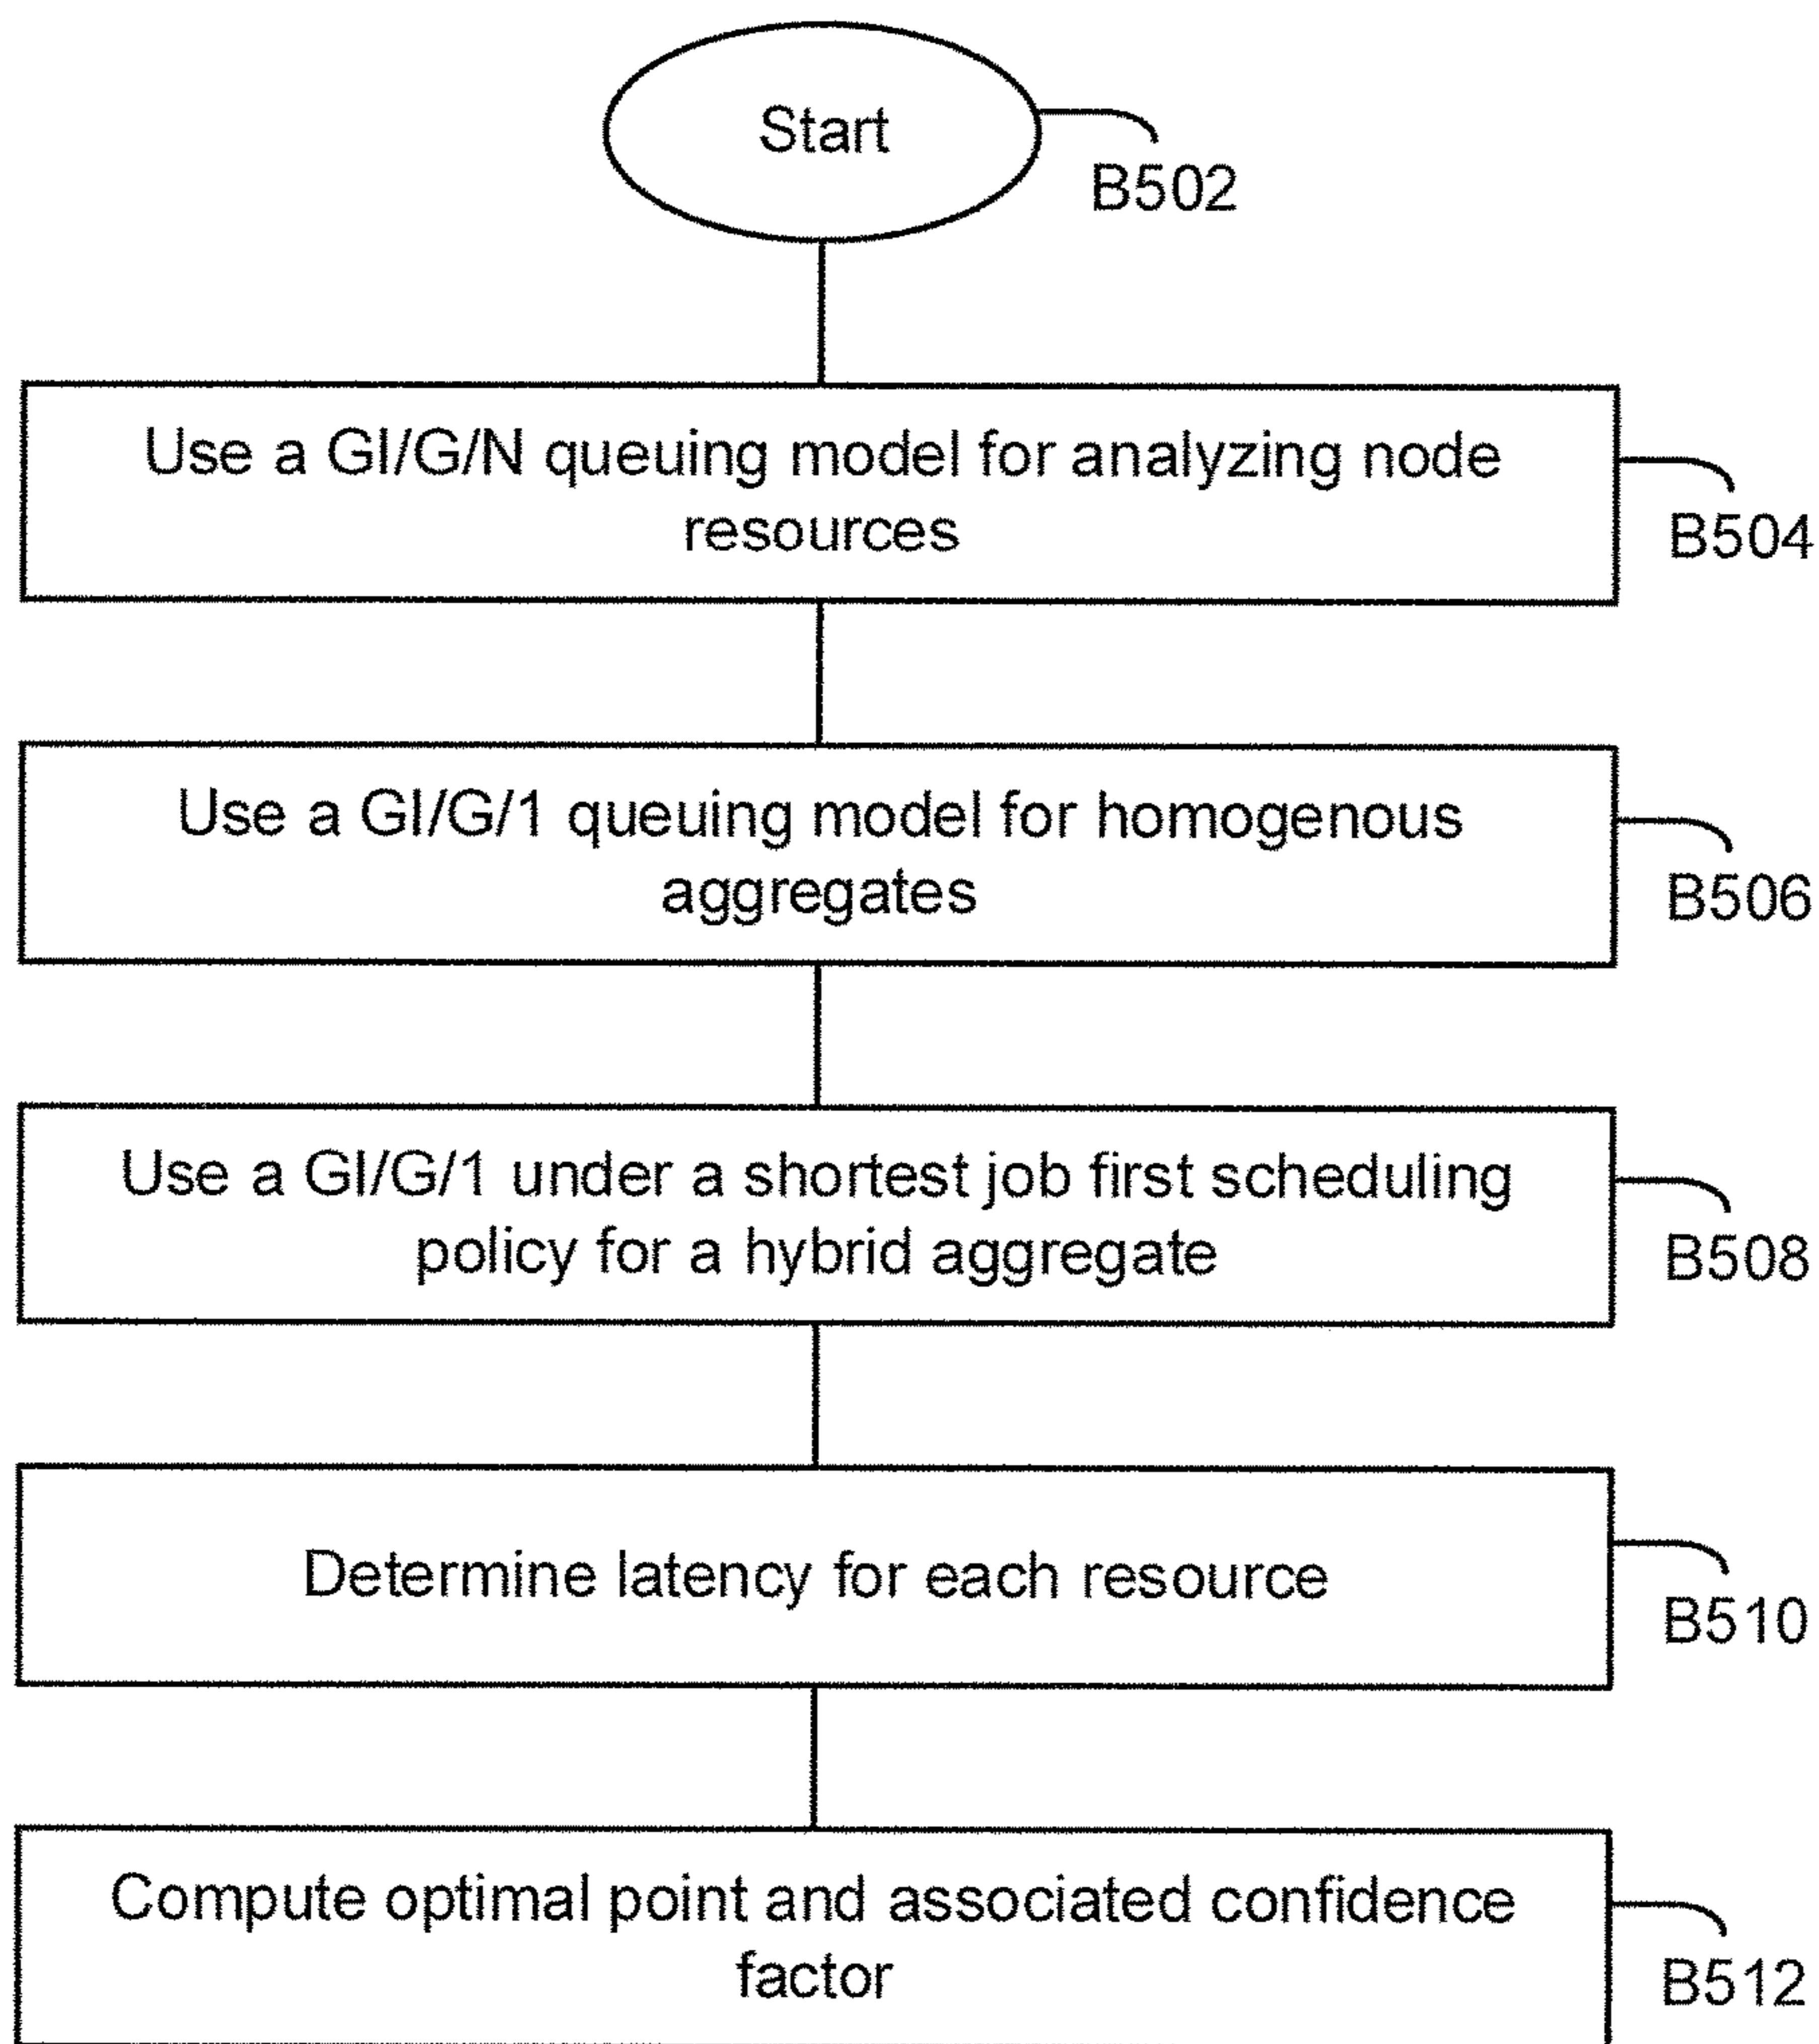 Start
B502
Use a GI/G/N queuing model for analyzing node
resources
B504
Use a GI/G/1 queuing model for homogenous
aggregates
B506
Use a GI/G/1 under a shortest job first scheduling
policy for a hybrid aggregate
B508
Determine latency for each resource
B510
Compute optimal point and associated confidence
factor
B512